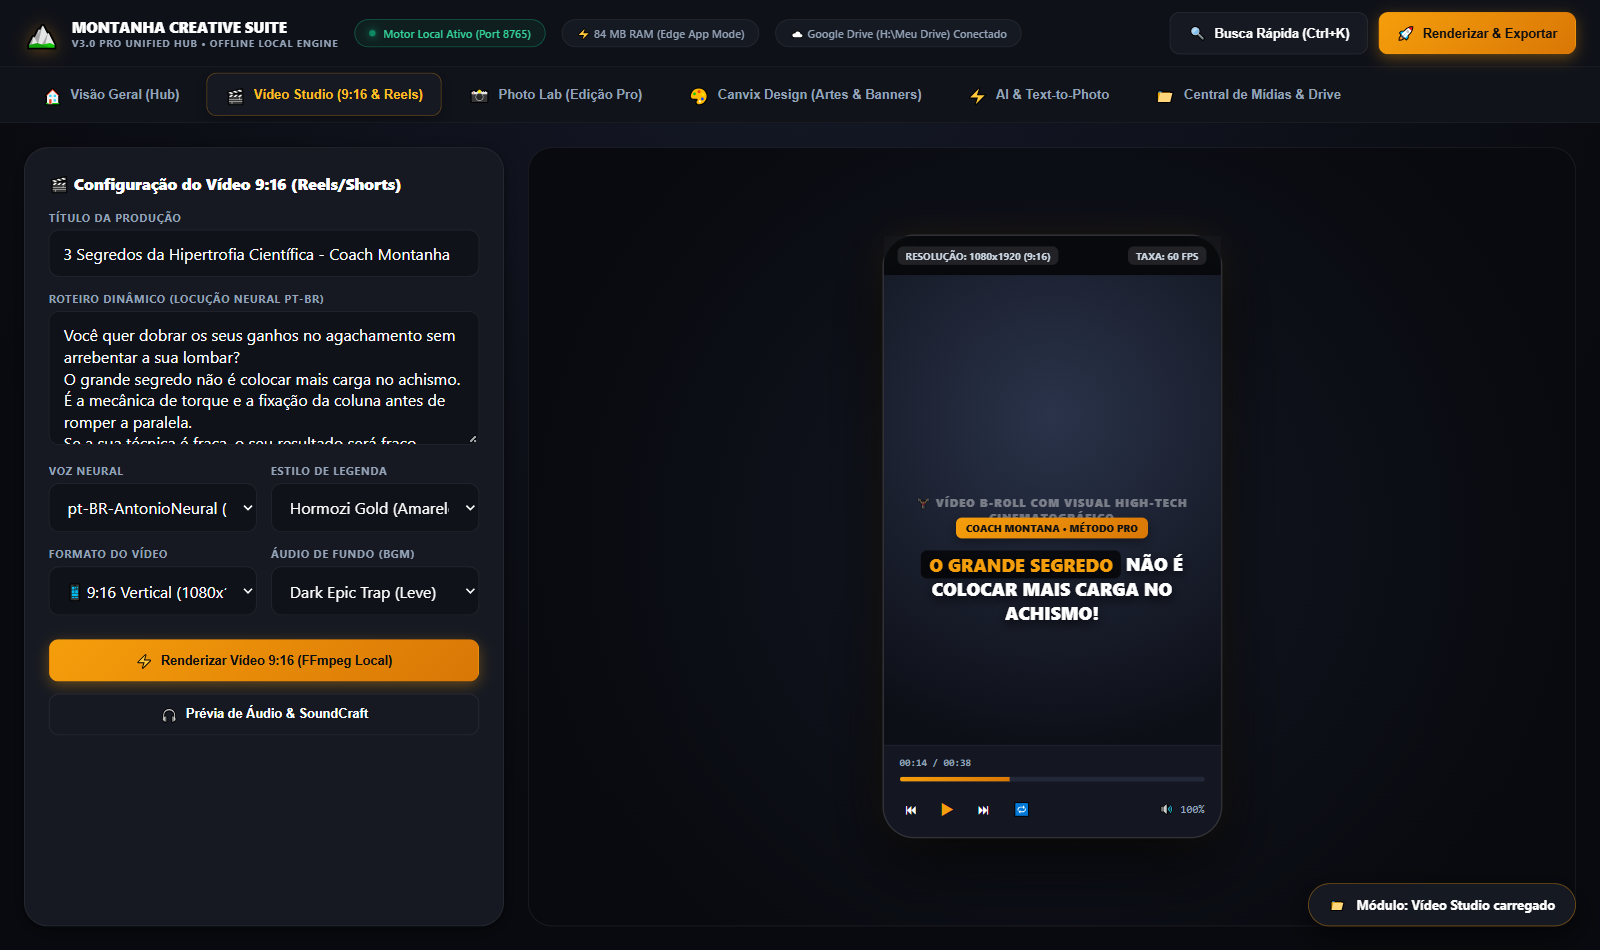 MONTANHA CREATIVE SUITE
V3.0 PRO UNIFIED HUB • OFFLINE LOCAL ENGINE
Motor Local Ativo (Port 8765)
84 MB RAM (Edge App Mode)
Google Drive (H:\Meu Drive) Conectado
Busca Rápida (Ctrl+K)
Renderizar & Exportar
Visão Geral (Hub)
Vídeo Studio (9:16 & Reels)
Photo Lab (Edição Pro)
Canvix Design (Artes & Banners)
AI & Text-to-Photo
Central de Mídias & Drive
Configuração do Vídeo 9:16 (Reels/Shorts)
TÍTULO DA PRODUÇÃO
3 Segredos da Hipertrofia Científica - Coach Montanha
ROTEIRO DINÂMICO (LOCUÇÃO NEURAL PT-BR)
Você quer dobrar os seus ganhos no agachamento sem
arrebentar a sua lombar?
O grande segredo não é colocar mais carga no achismo.
É a mecânica de torque e a fixação da coluna antes de
romper a paralela.
Se a sua técnica é fraca, o seu resultado será fraco
VOZ NEURAL
ESTILO DE LEGENDA
pt-BR-AntonioNeural (
Hormozi Gold (Amarel
FORMATO DO VÍDEO
ÁUDIO DE FUNDO (BGM)
9:16 Vertical (1080x
Dark Epic Trap (Leve)
Renderizar Vídeo 9:16 (FFmpeg Local)
Prévia de Áudio & SoundCraft
RESOLUÇÃO: 1080x1920 (9:16)
TAXA: 60 FPS
VÍDEO B-ROLL COM VISUAL HIGH-TECH
CINEMATOGRÁFICO
COACH MONTANA • MÉTODO PRO
O GRANDE SEGREDO NÃO É
COLOCAR MAIS CARGA NO
ACHISMO!
00:14 / 00:38
100%
Módulo: Vídeo Studio carregado